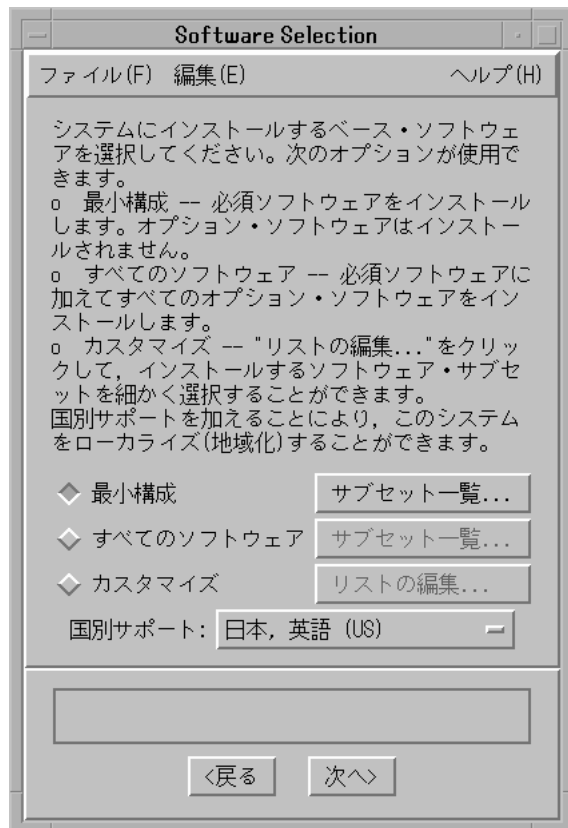 Software Selection
ファイル(F) 編集(E) ヘルプ(H)
システムにインストールするベース・ソフトウェ
アを選択してください。次のオプションが使用で
きます。
o 最小構成 -- 必須ソフトウェアをインストール
します。オプション・ソフトウェアはインストー
ルされません。
o すべてのソフトウェア -- 必須ソフトウェアに
加えてすべてのオプション・ソフトウェアをイン
ストールします。
o カスタマイズ -- "リストの編集..."をクリッ
クして，インストールするソフトウェア・サブセ
ットを細かく選択することができます。
国別サポートを加えることにより，このシステム
をローカライズ(地域化)することができます。
最小構成 サブセット一覧...
すべてのソフトウェア サブセット一覧...
カスタマイズ リストの編集...
国別サポート: 日本，英語 (US)
<戻る 次へ>